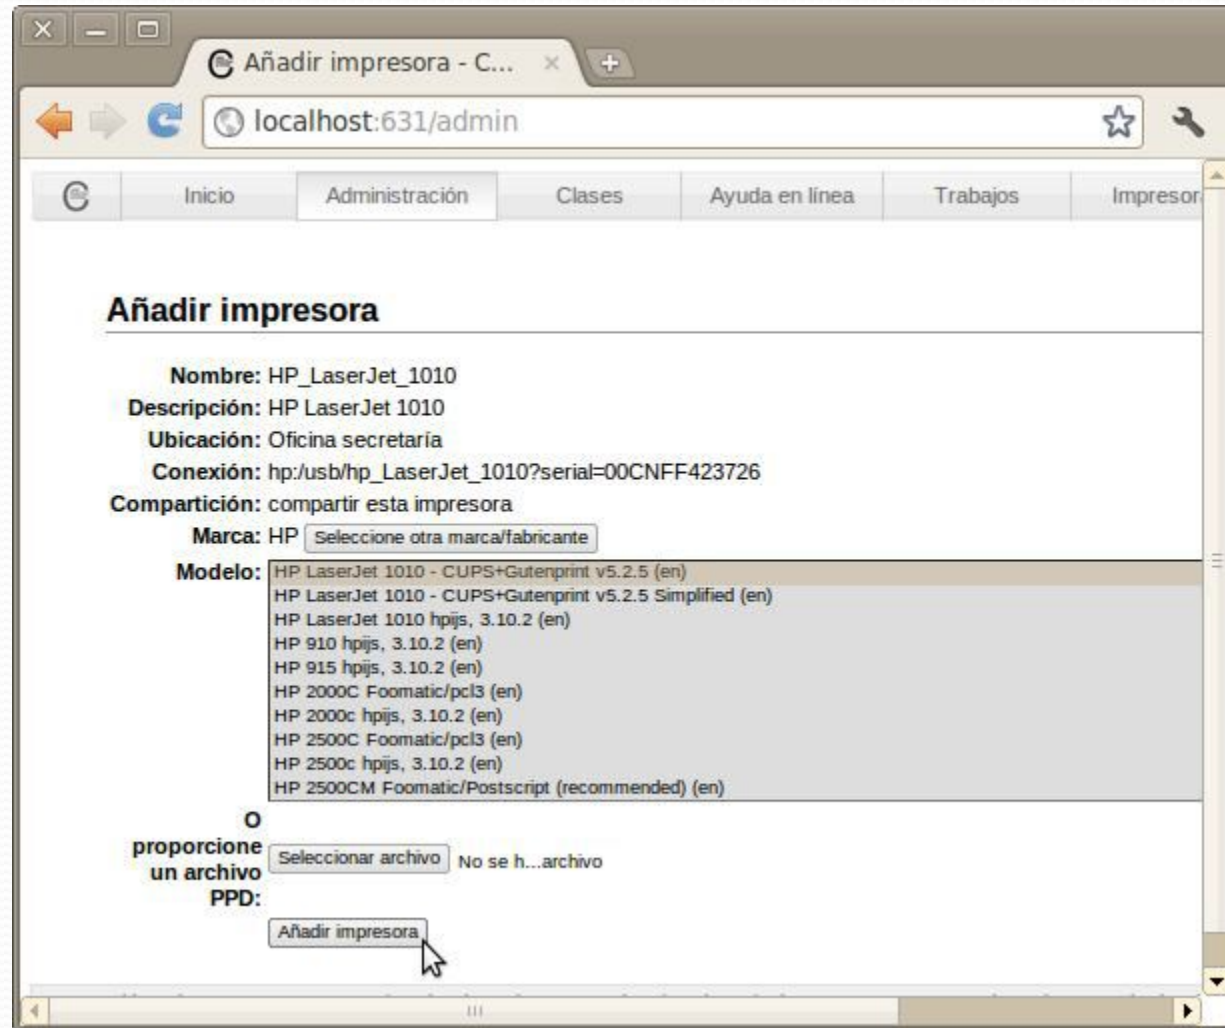 Añadir impresora - C...
localhost:631/admin
Inicio Administración Clases Ayuda en línea Trabajos Impresor
Añadir impresora
Nombre: HP_LaserJet_1010
Descripción: HP LaserJet 1010
Ubicación: Oficina secretaría
Conexión: hp:/usb/hp_LaserJet_1010?serial=00CNFF423726
Compartición: compartir esta impresora
Marca: HP Seleccione otra marca/fabricante
Modelo: HP LaserJet 1010 - CUPS+Gutenprint v5.2.5 (en)
HP LaserJet 1010 - CUPS+Gutenprint v5.2.5 Simplified (en)
HP LaserJet 1010 hpijs, 3.10.2 (en)
HP 910 hpijs, 3.10.2 (en)
HP 915 hpijs, 3.10.2 (en)
HP 2000C Foomatic/pcl3 (en)
HP 2000c hpijs, 3.10.2 (en)
HP 2500C Foomatic/pcl3 (en)
HP 2500c hpijs, 3.10.2 (en)
HP 2500CM Foomatic/Postscript (recommended) (en)
O
proporcione
un archivo
PPD:
Seleccionar archivo No se h...archivo
Añadir impresora